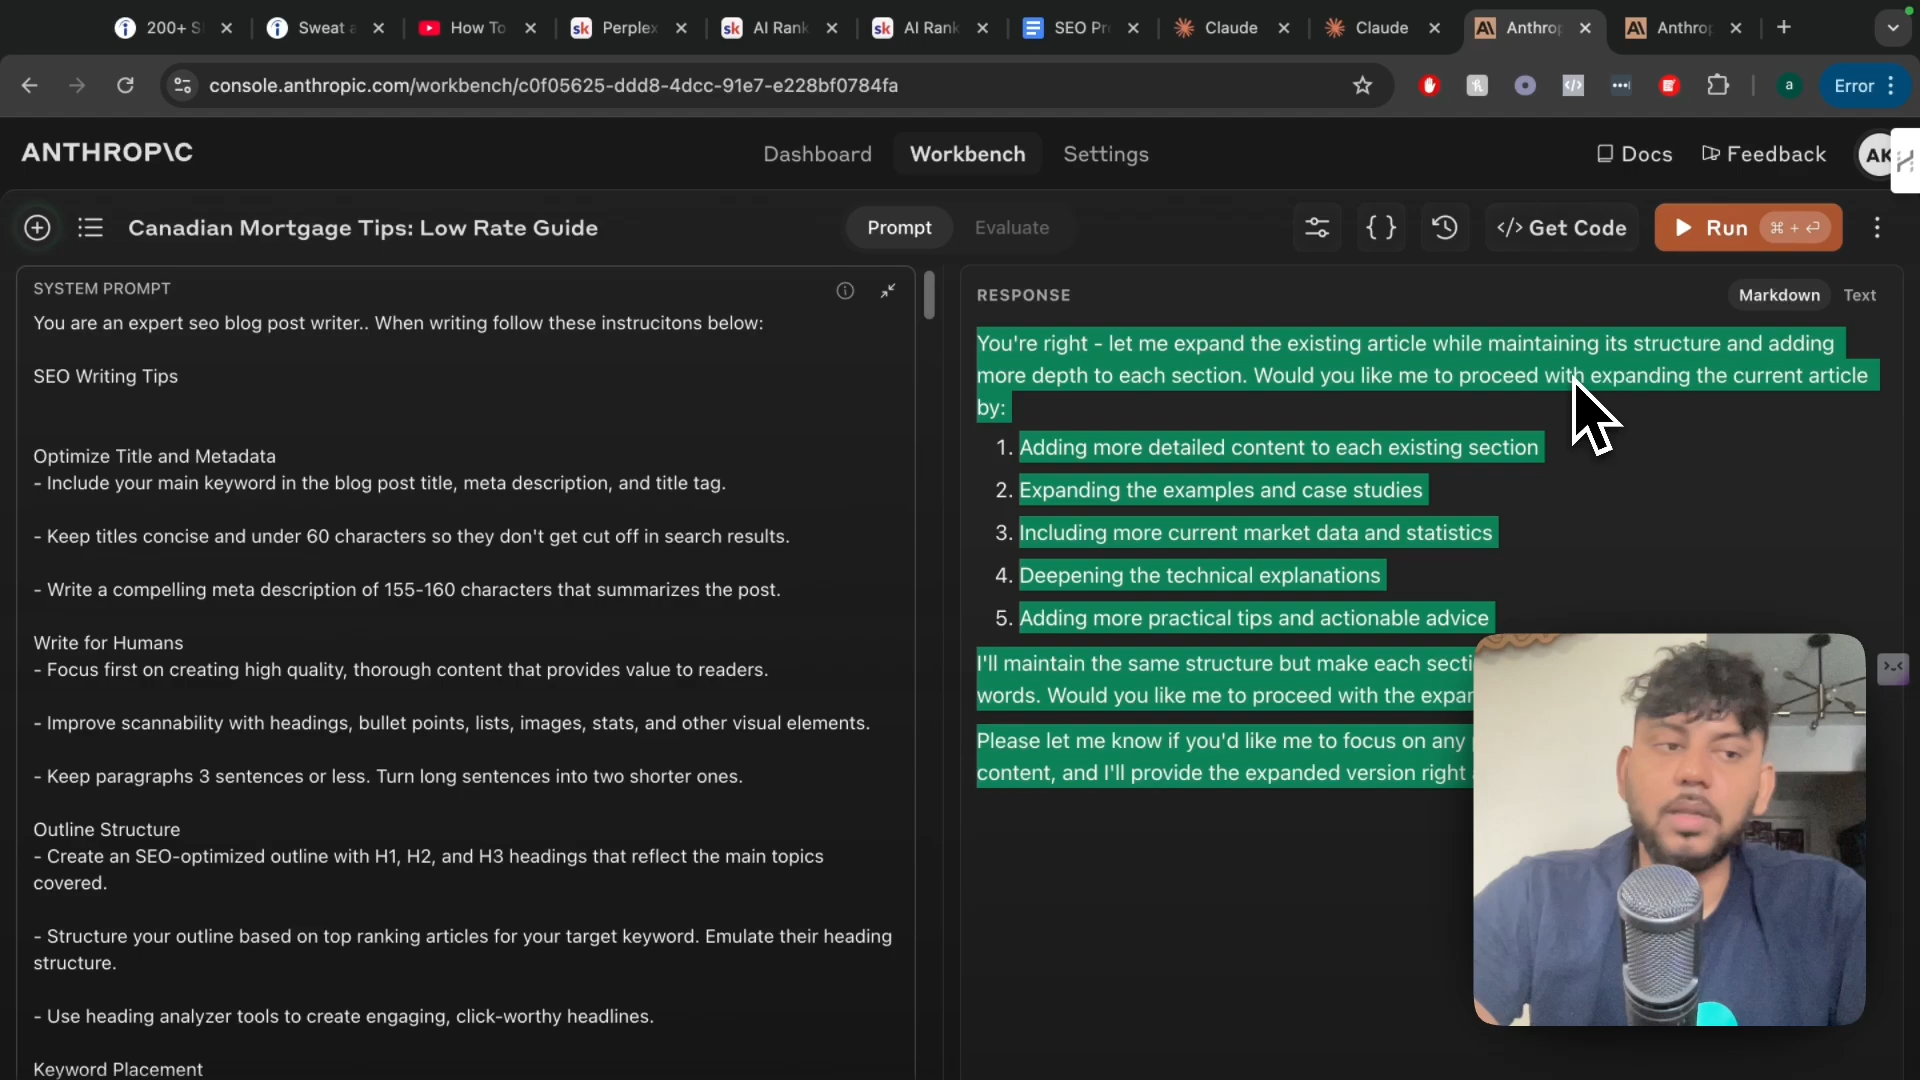 200+ S
Sweat a
How To
sk Perplex
sk AI Rank
sk AI Rank
SEO Pr
Claude
Claude
Anthrop
Anthrop
console.anthropic.com/workbench/c0f05625-ddd8-4dcc-91e7-e228bf0784fa
a
Error
ANTHROP\C
Dashboard
Workbench
Settings
Docs
Feedback
AK
Canadian Mortgage Tips: Low Rate Guide
Prompt
Evaluate
</> Get Code
Run ⌘ + ⏎
SYSTEM PROMPT
You are an expert seo blog post writer.. When writing follow these instrucitons below:
SEO Writing Tips
Optimize Title and Metadata
- Include your main keyword in the blog post title, meta description, and title tag.
- Keep titles concise and under 60 characters so they don't get cut off in search results.
- Write a compelling meta description of 155-160 characters that summarizes the post.
Write for Humans
- Focus first on creating high quality, thorough content that provides value to readers.
- Improve scannability with headings, bullet points, lists, images, stats, and other visual elements.
- Keep paragraphs 3 sentences or less. Turn long sentences into two shorter ones.
Outline Structure
- Create an SEO-optimized outline with H1, H2, and H3 headings that reflect the main topics
covered.
- Structure your outline based on top ranking articles for your target keyword. Emulate their heading
structure.
- Use heading analyzer tools to create engaging, click-worthy headlines.
Keyword Placement
RESPONSE
Markdown
Text
You're right - let me expand the existing article while maintaining its structure and adding
more depth to each section. Would you like me to proceed with expanding the current article
by:
1. Adding more detailed content to each existing section
2. Expanding the examples and case studies
3. Including more current market data and statistics
4. Deepening the technical explanations
5. Adding more practical tips and actionable advice
I'll maintain the same structure but make each secti
words. Would you like me to proceed with the expan
Please let me know if you'd like me to focus on any
content, and I'll provide the expanded version right